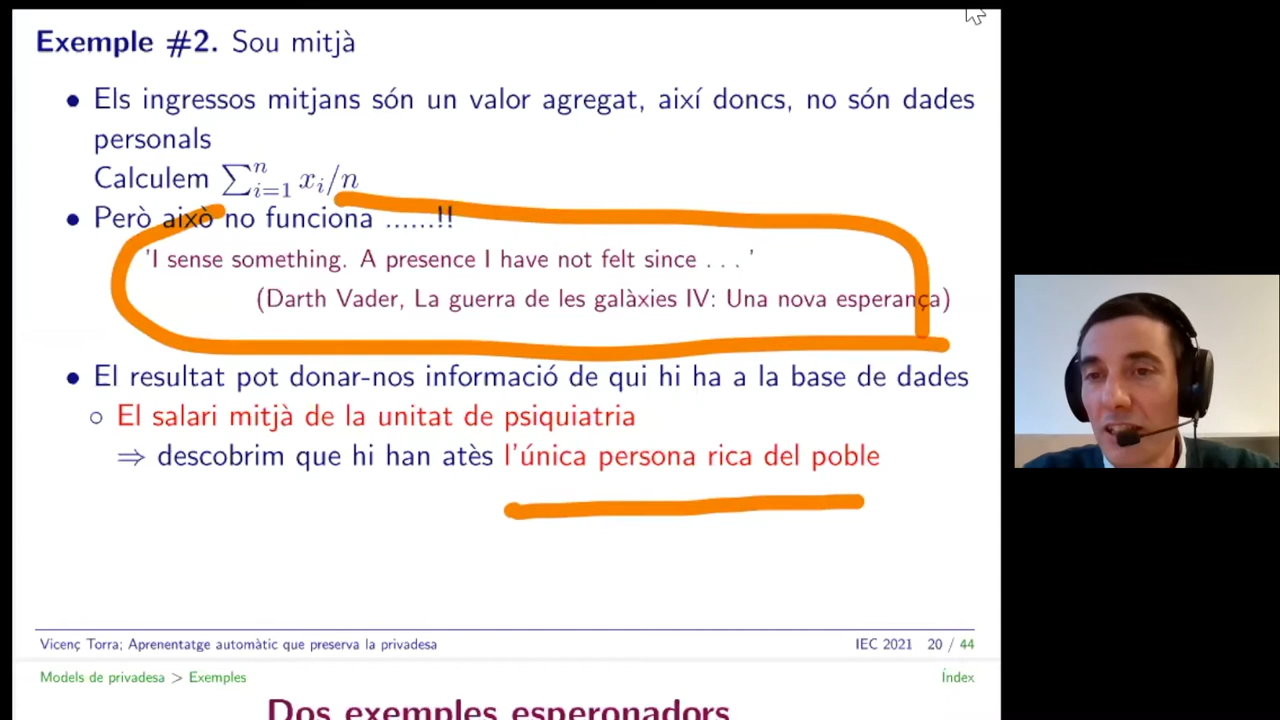 Exemple #2. Sou mitjà
• Els ingressos mitjans són un valor agregat, així doncs, no són dades
personals
Calculem ∑ⁿᵢ₌₁ xᵢ/n
• Però això no funciona ......!!
'I sense something. A presence I have not felt since . . . '
(Darth Vader, La guerra de les galàxies IV: Una nova esperança)
• El resultat pot donar-nos informació de qui hi ha a la base de dades
○ El salari mitjà de la unitat de psiquiatria
⇒ descobrim que hi han atès l'única persona rica del poble
Vicenç Torra; Aprenentatge automàtic que preserva la privadesa IEC 2021 20 / 44
Models de privadesa > Exemples Índex
Dos exemples esperonadors